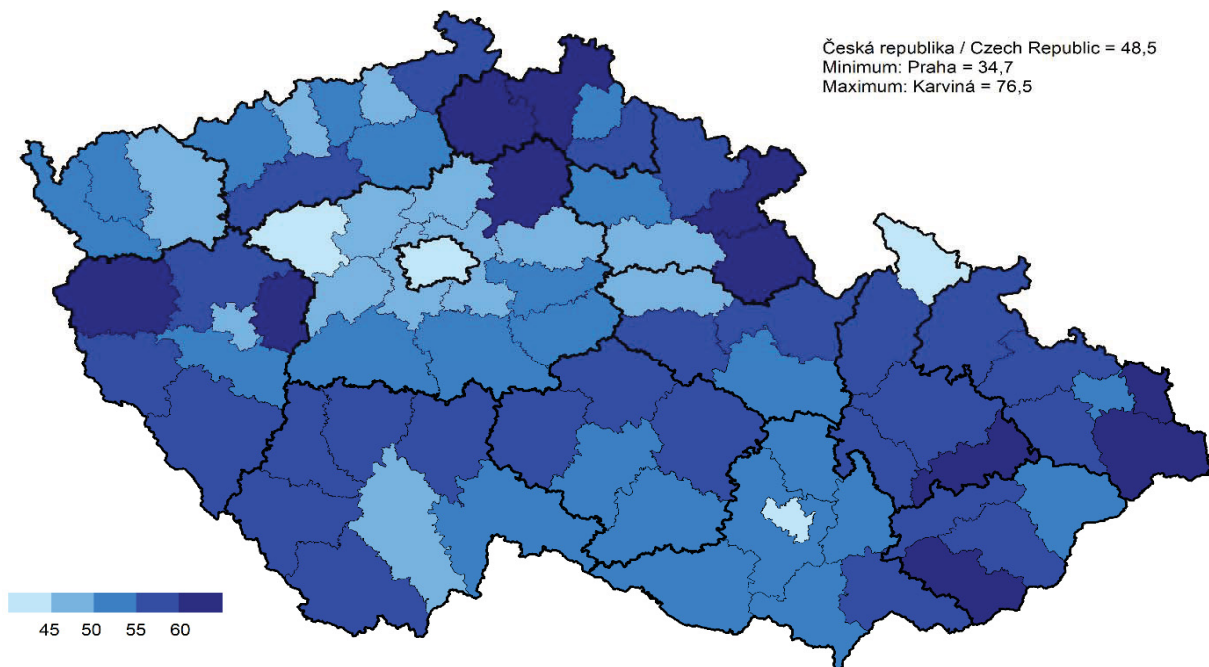 Česká republika / Czech Republic = 48,5
Minimum: Praha = 34,7
Maximum: Karviná = 76,5
45 50 55 60